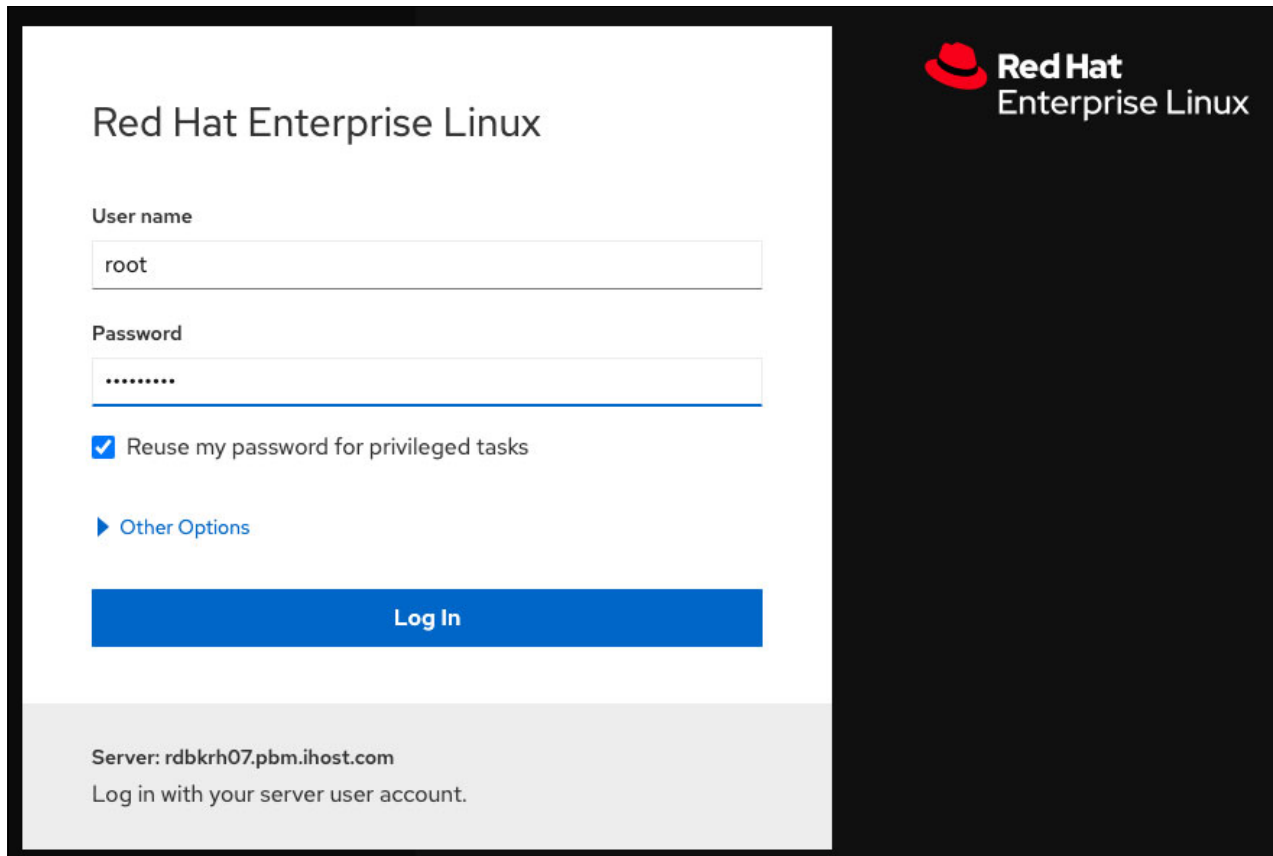 Red Hat
Enterprise Linux
Red Hat Enterprise Linux
User name
root
Password
•••••••••
Reuse my password for privileged tasks
Other Options
Log In
Server: rdbkrh07.pbm.ihost.com
Log in with your server user account.